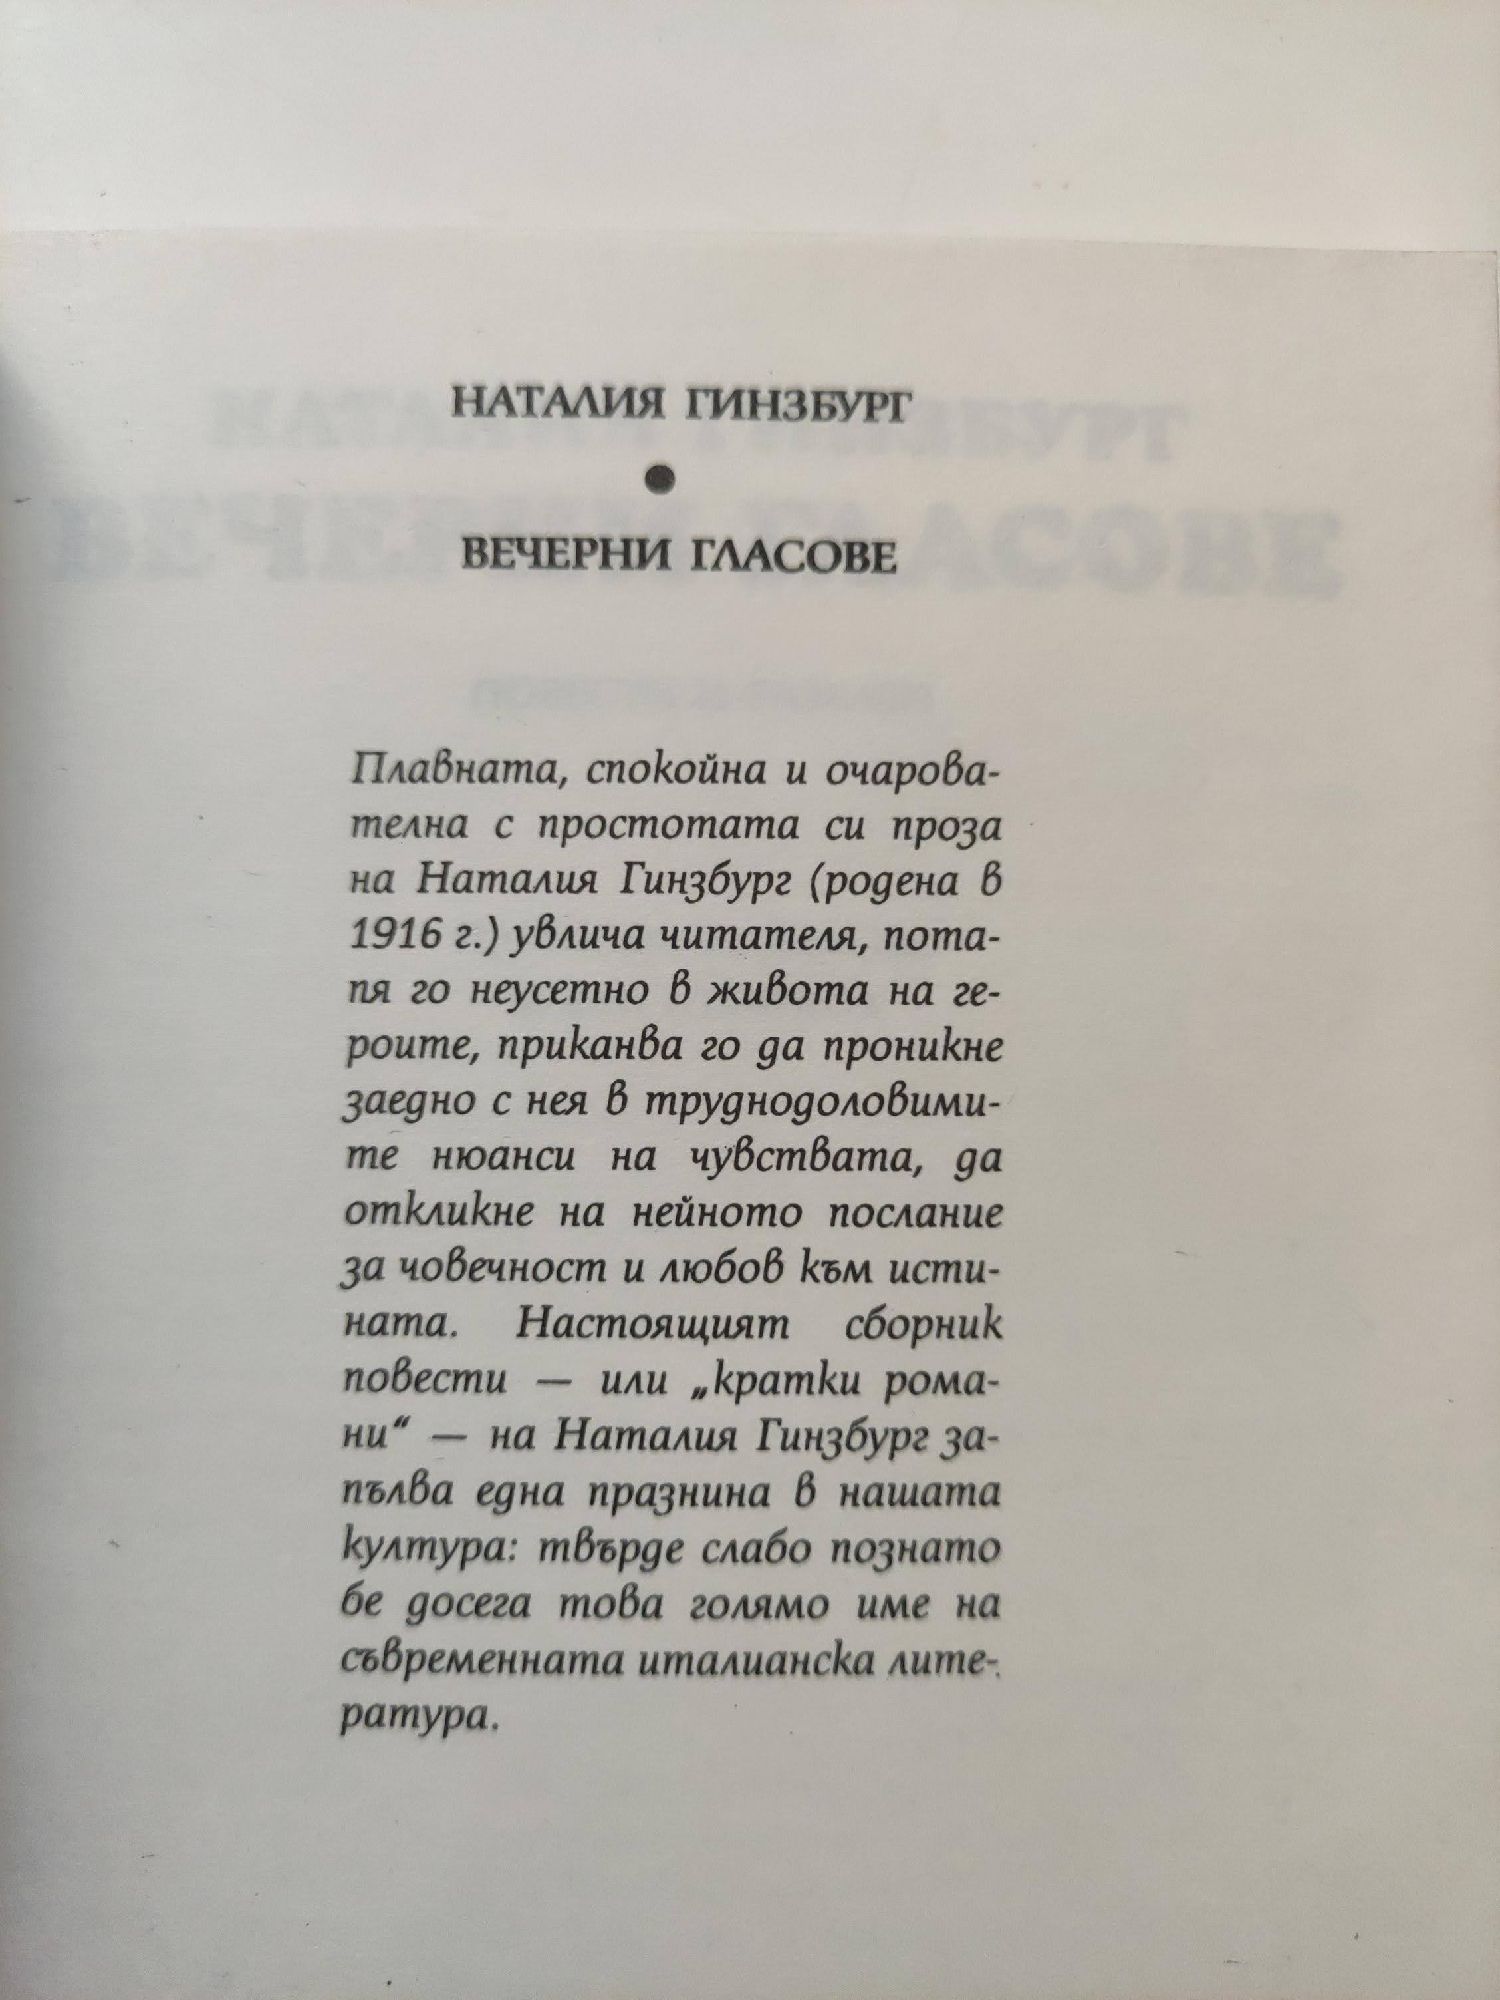 НАТАЛИЯ ГИНЗБУРГ
●
ВЕЧЕРНИ ГЛАСОВЕ
Плавната, спокойна и очарова-
телна с простотата си проза
на Наталия Гинзбург (родена в
1916 г.) увлича читателя, пота-
пя го неусетно в живота на ге-
роите, приканва го да проникне
заедно с нея в труднодоловими-
те нюанси на чувствата, да
откликне на нейното послание
за човечност и любов към исти-
ната. Настоящият сборник
повести — или „кратки рома-
ни“ — на Наталия Гинзбург за-
пълва една празнина в нашата
култура: твърде слабо познато
бе досега това голямо име на
съвременната италианска лите-
ратура.